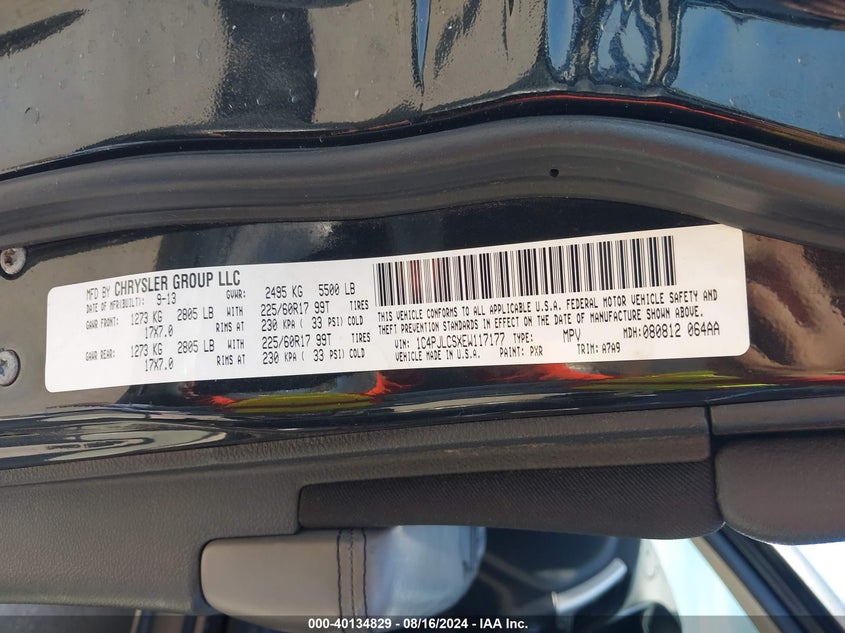 MFD BY CHRYSLER GROUP LLC
DATE OF MFR(BUILT): 9-13 GVWR: 2495 KG 5500 LB
GAWR FRONT: 1273 KG 2805 LB WITH 225/60R17 99T TIRES
17X7.0 RIMS AT 230 KPA ( 33 PSI) COLD
GAWR REAR: 1273 KG 2805 LB WITH 225/60R17 99T TIRES
17X7.0 RIMS AT 230 KPA ( 33 PSI) COLD
THIS VEHICLE CONFORMS TO ALL APPLICABLE U.S.A. FEDERAL MOTOR VEHICLE SAFETY AND
THEFT PREVENTION STANDARDS IN EFFECT ON THE DATE OF MANUFACTURE SHOWN ABOVE.
VIN: 1C4PJLCSXEW117177 TYPE: MPV MDH: 080812 064AA
VEHICLE MADE IN U.S.A. PAINT: PXR TRIM: A7A9
000-40134829 - 08/16/2024 - IAA Inc.